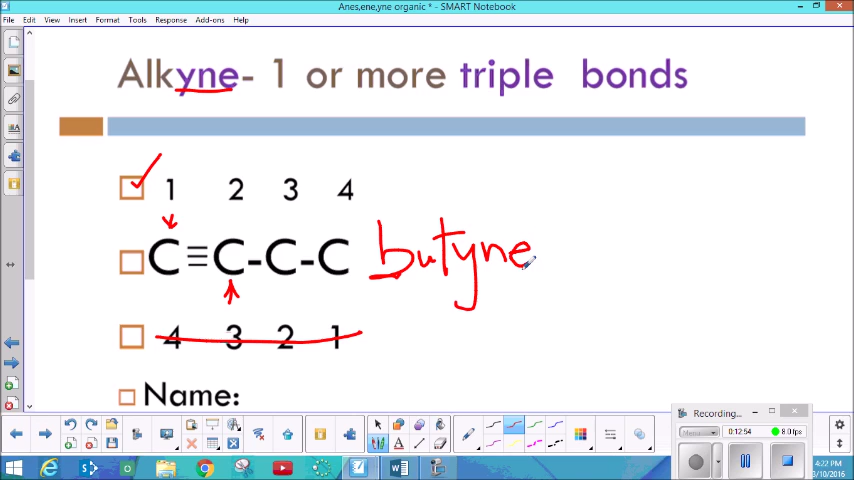 Anes,ene,yne organic * - SMART Notebook
File Edit View Insert Format Tools Response Add-ons Help
Alkyne- 1 or more triple bonds
1 2 3 4
C≡C-C-C butyne
4 3 2 1
Name:
Recording...
Menu
0:12:54 8.0 fps
4:22 PM
3/10/2016